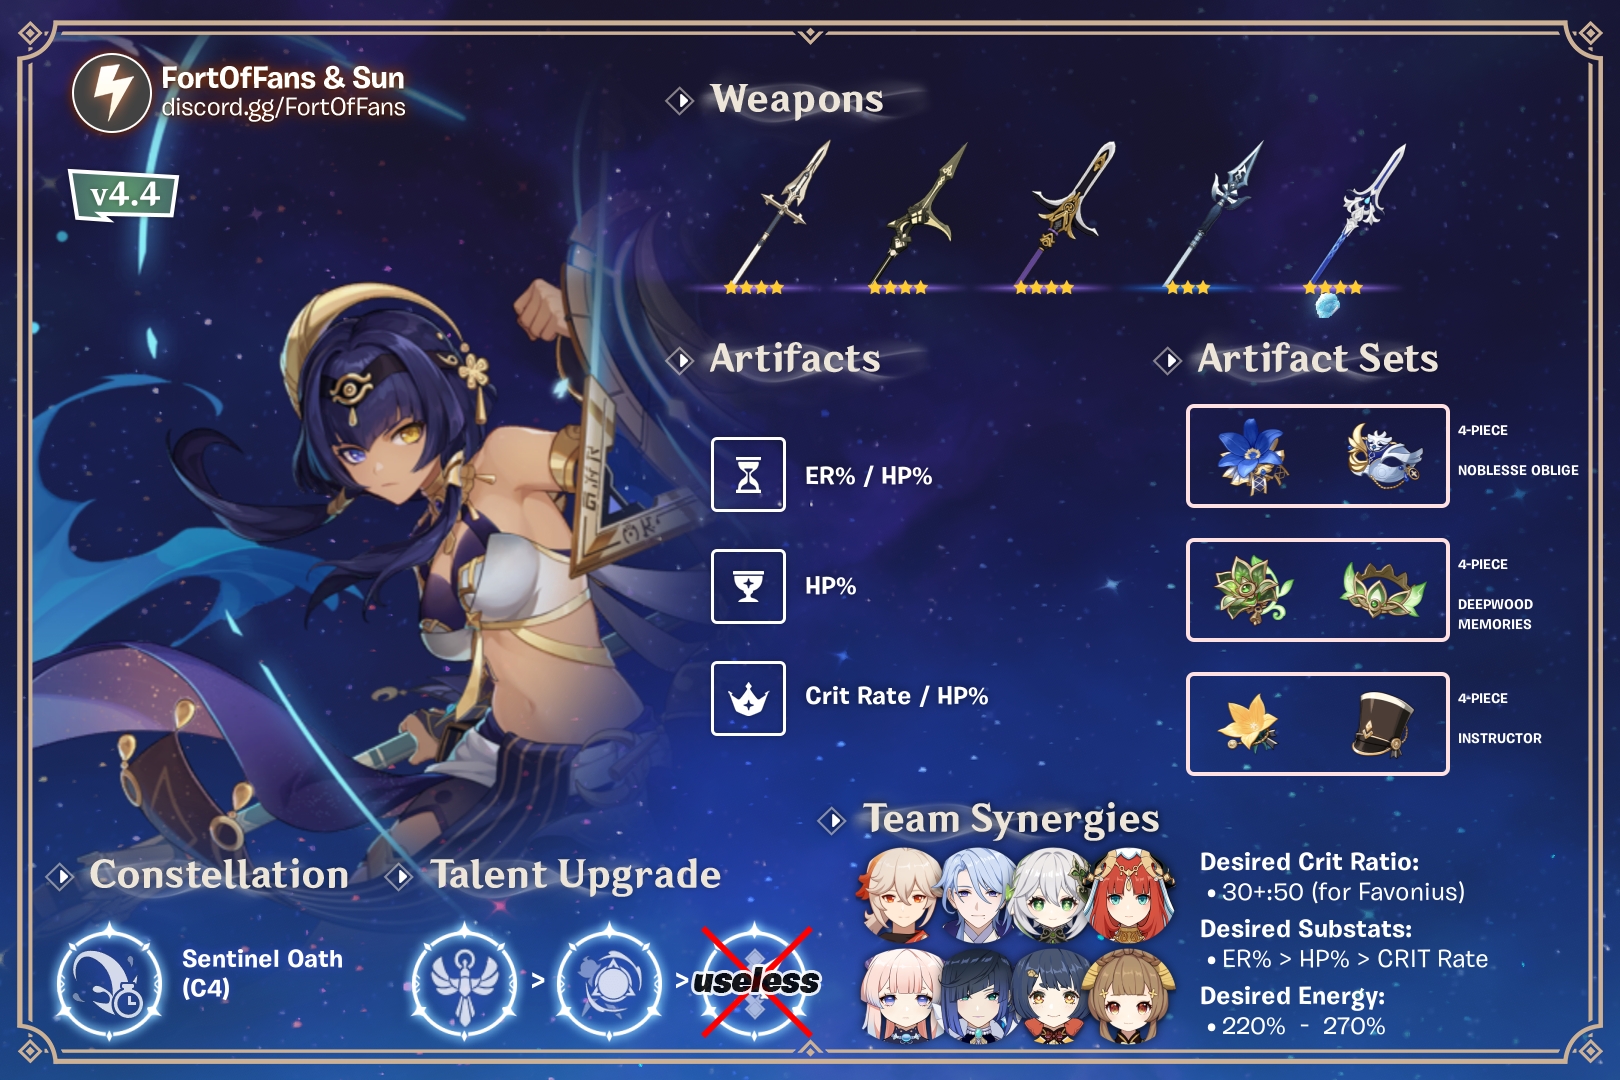 FortOfFans & Sun
discord.gg/FortOfFans
v4.4
Weapons
Artifacts
ER% / HP%
HP%
Crit Rate / HP%
Artifact Sets
4-PIECE
NOBLESSE OBLIGE
4-PIECE
DEEPWOOD
MEMORIES
4-PIECE
INSTRUCTOR
Constellation
Sentinel Oath
(C4)
Talent Upgrade
> > useless
Team Synergies
Desired Crit Ratio:
• 30+:50 (for Favonius)
Desired Substats:
• ER% > HP% > CRIT Rate
Desired Energy:
• 220% - 270%